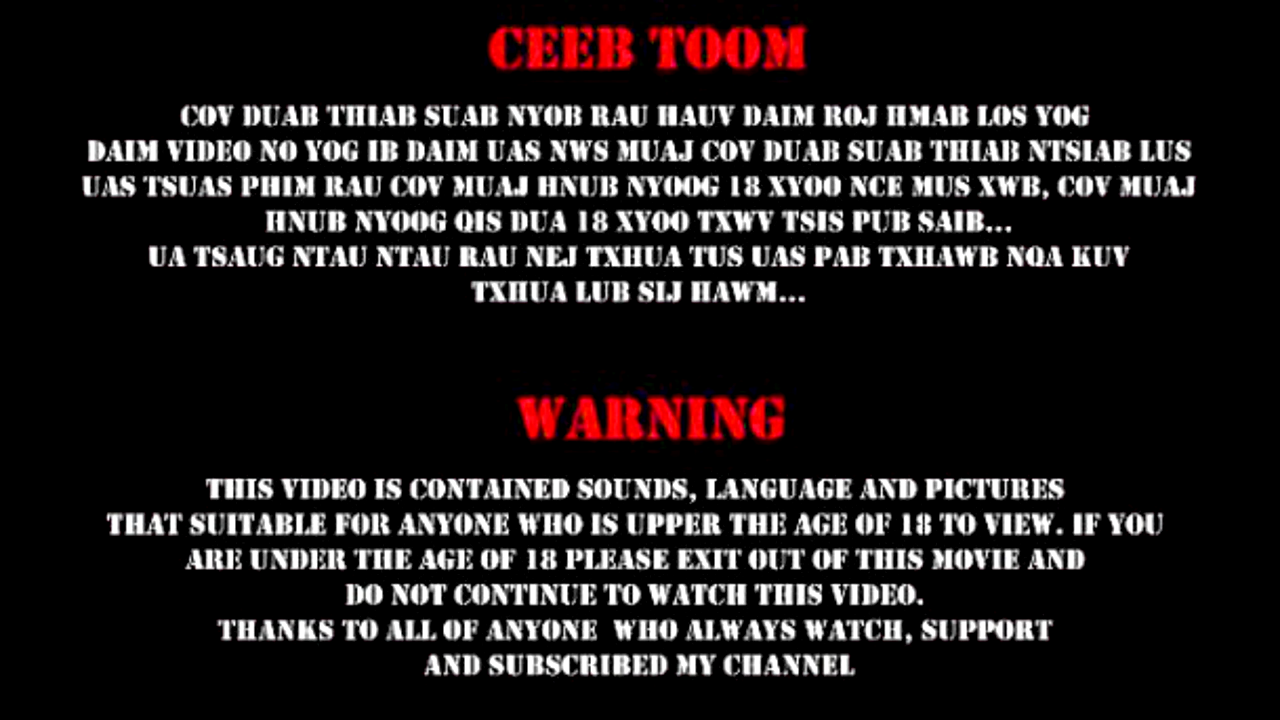 CEEB TOOM
COV DUAB THIAB SUAB NYOB RAU HAUV DAIM ROJ HMAB LOS YOG
DAIM VIDEO NO YOG IB DAIM UAS NWS MUAJ COV DUAB SUAB THIAB NTSIAB LUS
UAS TSUAS PHIM RAU COV MUAJ HNUB NYOOG 18 XYOO NCE MUS XWB, COV MUAJ
HNUB NYOOG QIS DUA 18 XYOO TXWV TSIS PUB SAIB...
UA TSAUG NTAU NTAU RAU NEJ TXHUA TUS UAS PAB TXHAWB NQA KUV
TXHUA LUB SIJ HAWM...
WARNING
THIS VIDEO IS CONTAINED SOUNDS, LANGUAGE AND PICTURES
THAT SUITABLE FOR ANYONE WHO IS UPPER THE AGE OF 18 TO VIEW. IF YOU
ARE UNDER THE AGE OF 18 PLEASE EXIT OUT OF THIS MOVIE AND
DO NOT CONTINUE TO WATCH THIS VIDEO.
THANKS TO ALL OF ANYONE WHO ALWAYS WATCH, SUPPORT
AND SUBSCRIBED MY CHANNEL